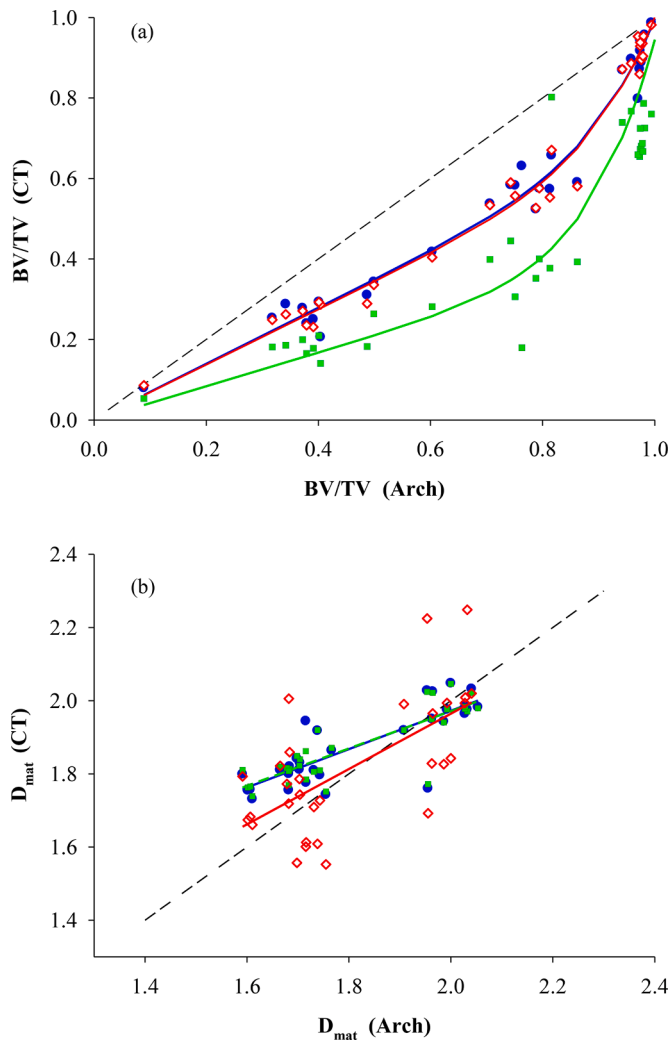 (a)
1.0
0.8
0.6
0.4
0.2
0.0
BV/TV (CT)
0.0 0.2 0.4 0.6 0.8 1.0
BV/TV (Arch)
(b)
2.4
2.2
2.0
1.8
1.6
1.4
D_mat (CT)
1.4 1.6 1.8 2.0 2.2 2.4
D_mat (Arch)